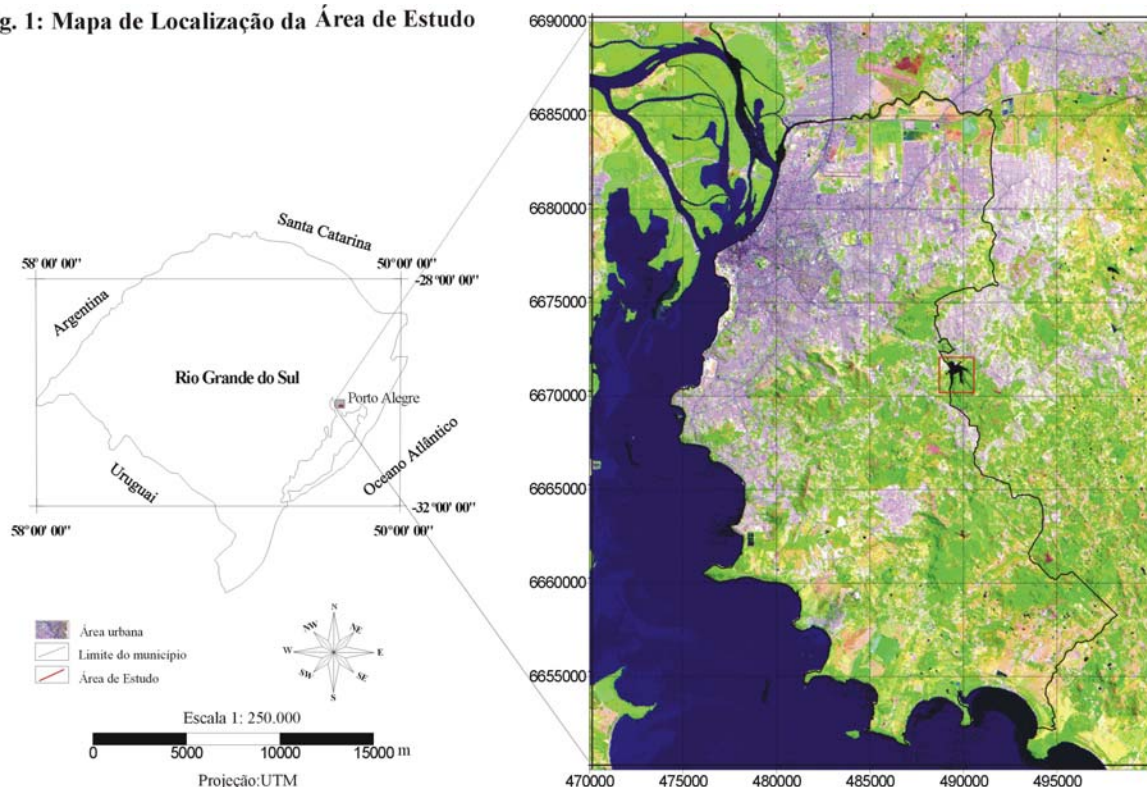 g. 1: Mapa de Localização da Área de Estudo
Santa Catarina
58° 00' 00"
50° 00' 00"
-28° 00' 00"
Argentina
Rio Grande do Sul
Porto Alegre
Oceano Atlântico
Uruguai
-32° 00' 00"
58° 00' 00"
50° 00' 00"
Área urbana
Limite do município
Área de Estudo
N
NW
NE
W
E
SW
SE
S
Escala 1: 250.000
0 5000 10000 15000 m
Projeção:UTM
6690000
6685000
6680000
6675000
6670000
6665000
6660000
6655000
470000 475000 480000 485000 490000 495000